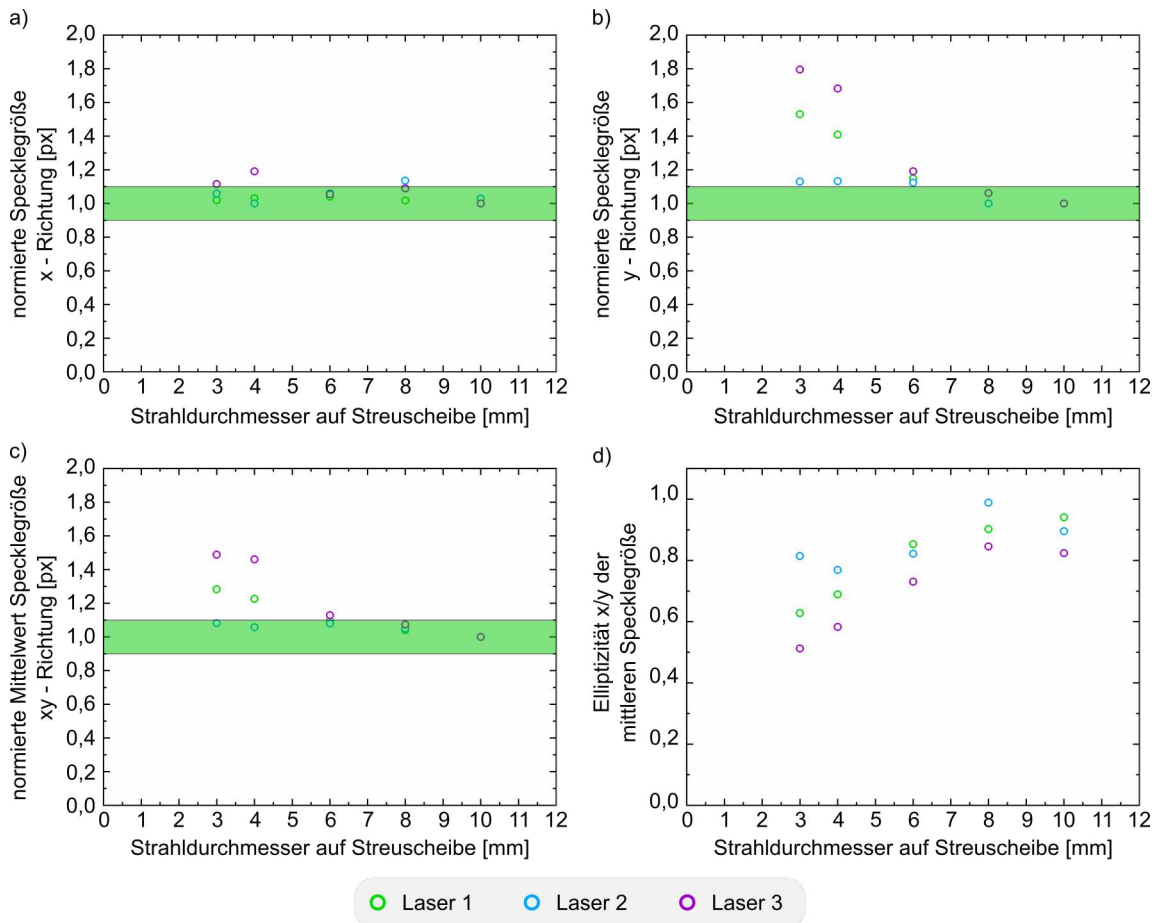 a)
2,0
1,8
1,6
1,4
1,2
1,0
0,8
0,6
0,4
0,2
0,0
0 1 2 3 4 5 6 7 8 9 10 11 12
normierte Specklegröße
x - Richtung [px]
Strahldurchmesser auf Streuscheibe [mm]
b)
2,0
1,8
1,6
1,4
1,2
1,0
0,8
0,6
0,4
0,2
0,0
0 1 2 3 4 5 6 7 8 9 10 11 12
normierte Specklegröße
y - Richtung [px]
Strahldurchmesser auf Streuscheibe [mm]
c)
2,0
1,8
1,6
1,4
1,2
1,0
0,8
0,6
0,4
0,2
0,0
0 1 2 3 4 5 6 7 8 9 10 11 12
normierte Mittelwert Specklegröße
xy - Richtung [px]
Strahldurchmesser auf Streuscheibe [mm]
d)
1,0
0,8
0,6
0,4
0,2
0,0
0 1 2 3 4 5 6 7 8 9 10 11 12
Elliptizität x/y der
mittleren Specklegröße
Strahldurchmesser auf Streuscheibe [mm]
Laser 1 Laser 2 Laser 3